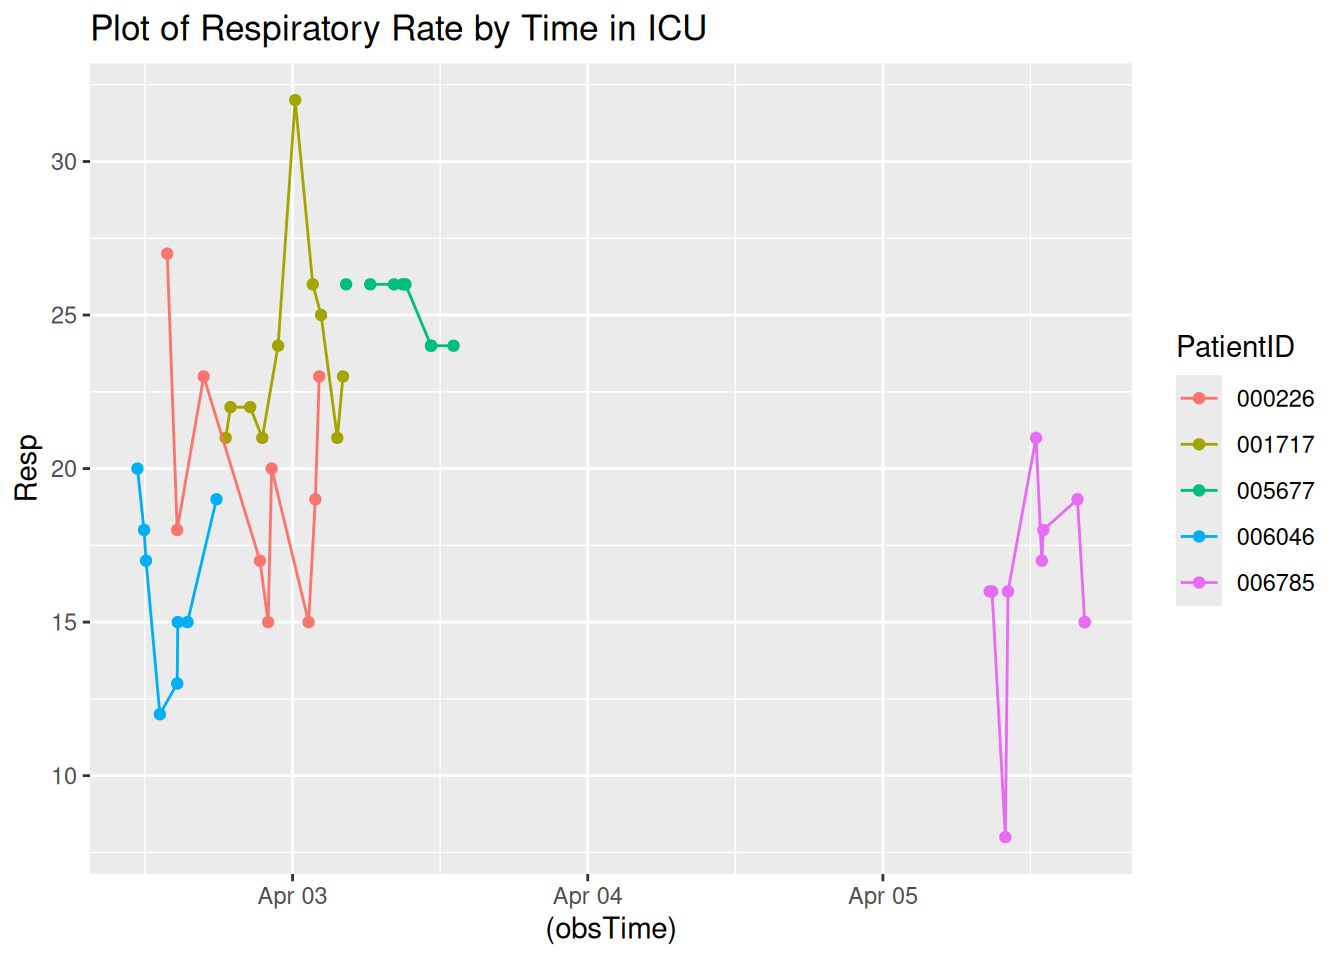 Plot of Respiratory Rate by Time in ICU
30
25
20
15
10
Resp
Apr 03 Apr 04 Apr 05
(obsTime)
PatientID
000226
001717
005677
006046
006785